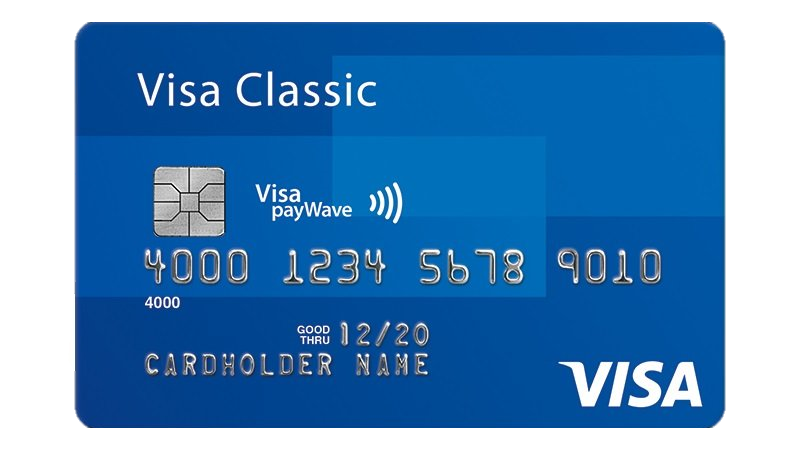 Visa Classic
Visa
payWave
4000 1234 5678 9010
4000
GOOD
THRU 12/20
CARDHOLDER NAME
VISA